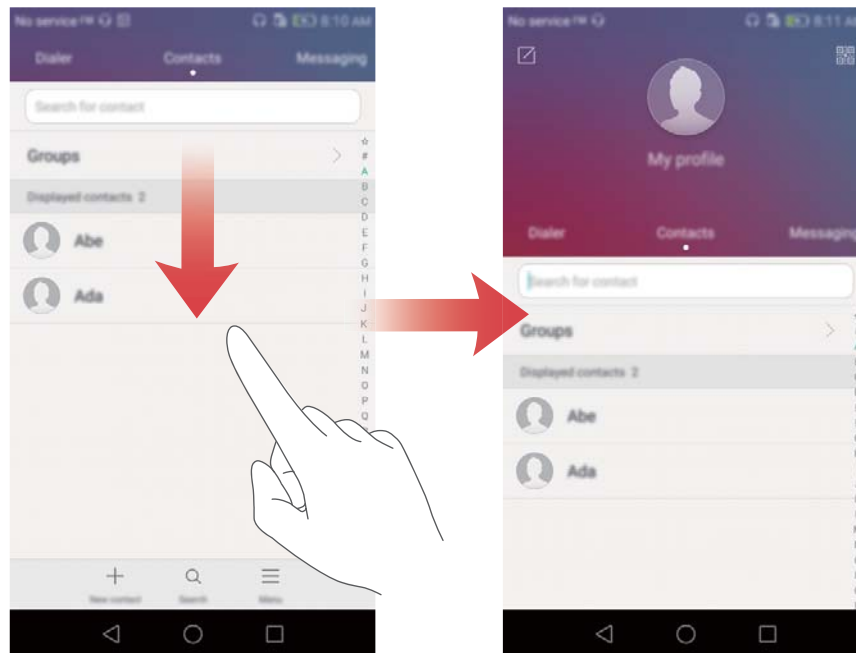 No service FM 8:10 AM
Dialer Contacts Messaging
Search for contact
Groups
Displayed contacts 2
Abe
Ada
☆
#
A
B
C
D
E
F
G
H
I
J
K
L
M
N
O
P
Q
New contact Search Menu
No service FM 8:11 AM
My profile
Dialer Contacts Messaging
Search for contact
Groups
Displayed contacts 2
Abe
Ada